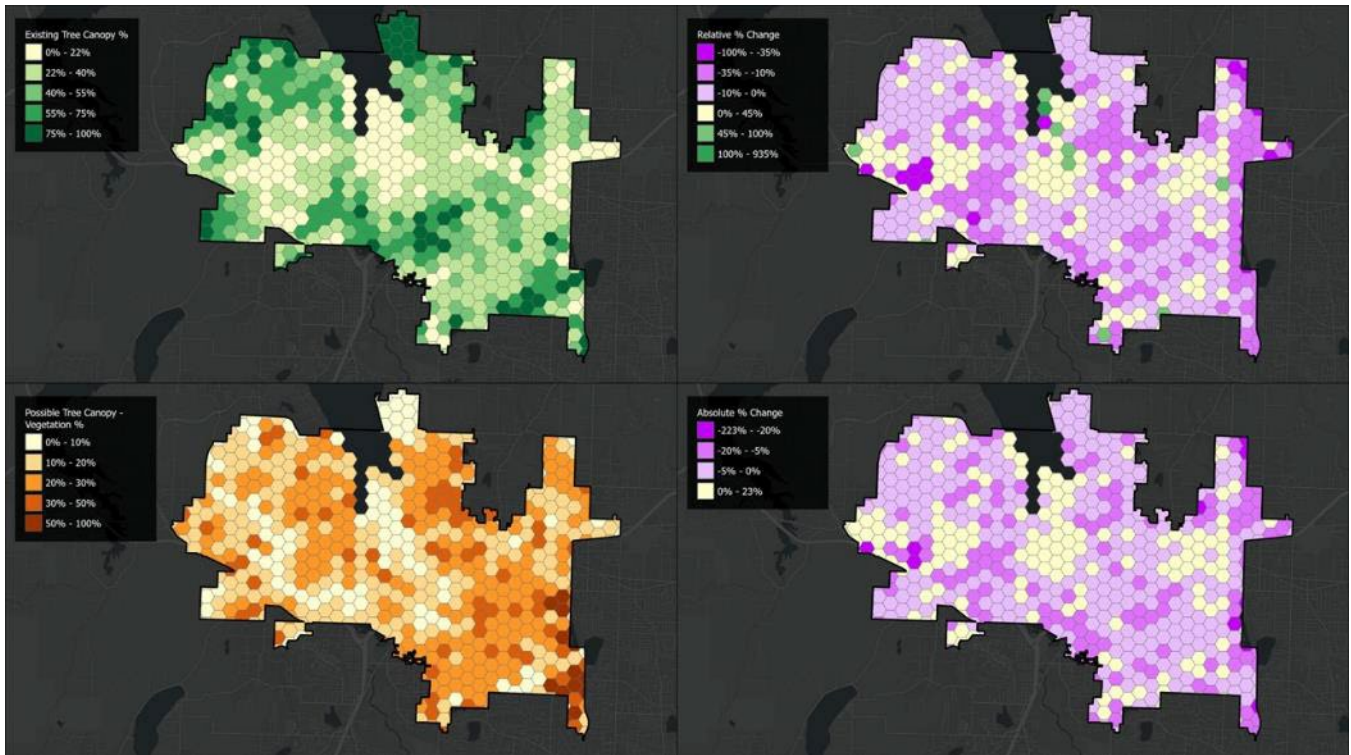 Existing Tree Canopy %
0% - 22%
22% - 40%
40% - 55%
55% - 75%
75% - 100%
Relative % Change
-100% - -35%
-35% - -10%
-10% - 0%
0% - 45%
45% - 100%
100% - 935%
Possible Tree Canopy -
Vegetation %
0% - 10%
10% - 20%
20% - 30%
30% - 50%
50% - 100%
Absolute % Change
-223% - -20%
-20% - -5%
-5% - 0%
0% - 23%